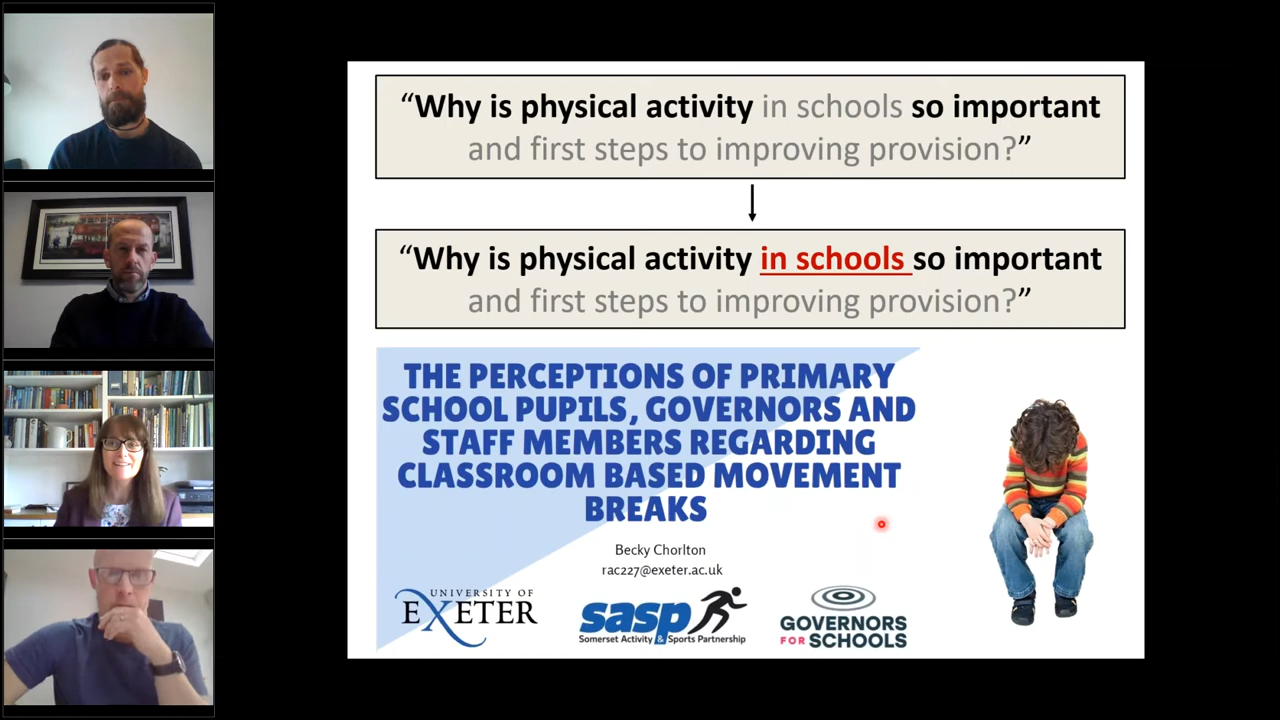 “Why is physical activity in schools so important
and first steps to improving provision?”
“Why is physical activity in schools so important
and first steps to improving provision?”
THE PERCEPTIONS OF PRIMARY
SCHOOL PUPILS, GOVERNORS AND
STAFF MEMBERS REGARDING
CLASSROOM BASED MOVEMENT
BREAKS
Becky Chorlton
rac227@exeter.ac.uk
UNIVERSITY OF
EXETER
sasp
Somerset Activity & Sports Partnership
GOVERNORS
FOR SCHOOLS